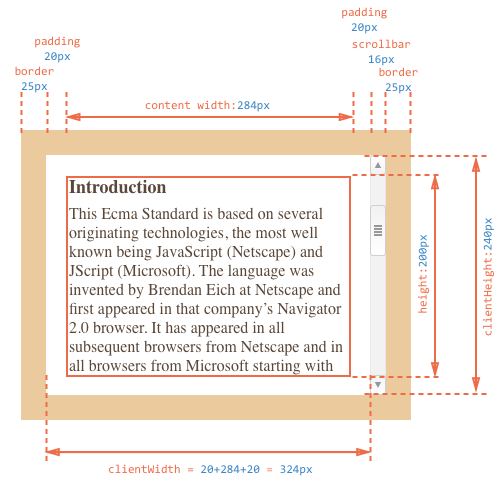 padding
20px
scrollbar
16px
border
25px
padding
20px
border
25px
content width:284px
Introduction
This Ecma Standard is based on several
originating technologies, the most well
known being JavaScript (Netscape) and
JScript (Microsoft). The language was
invented by Brendan Eich at Netscape and
first appeared in that company’s Navigator
2.0 browser. It has appeared in all
subsequent browsers from Netscape and in
all browsers from Microsoft starting with
height:200px
clientHeight:240px
clientWidth = 20+284+20 = 324px